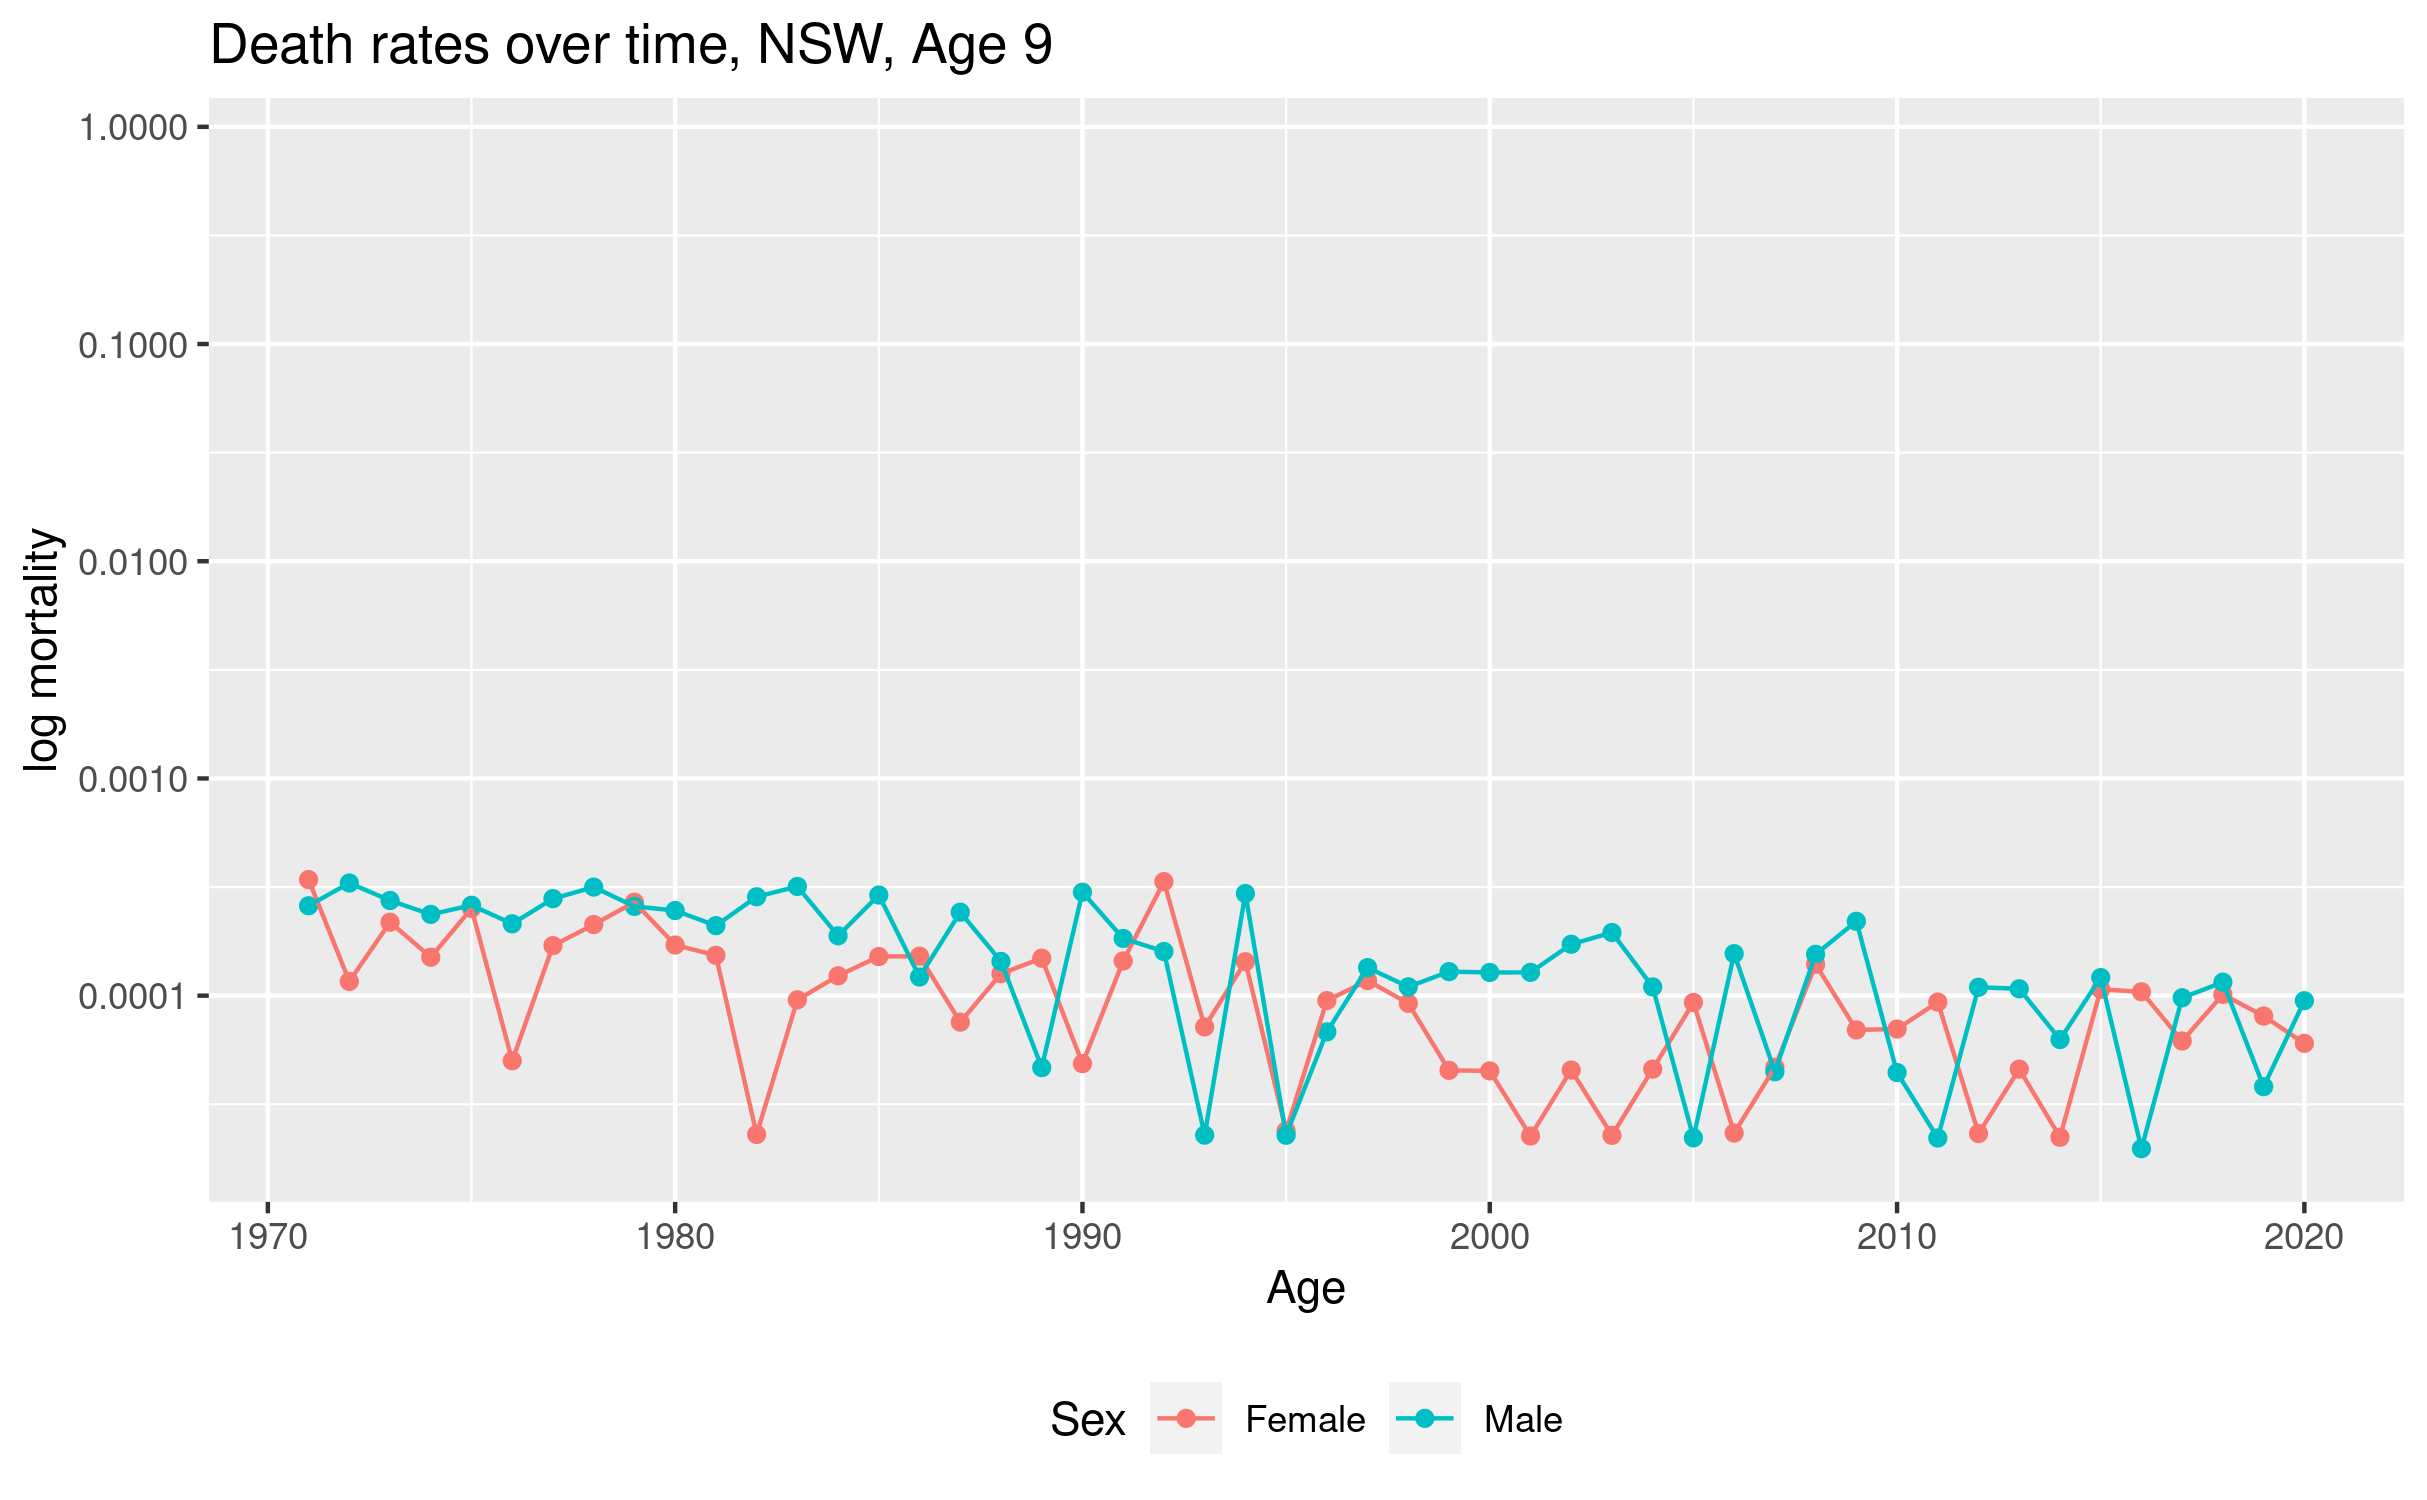 Death rates over time, NSW, Age 9
log mortality
1.0000
0.1000
0.0100
0.0010
0.0001
1970 1980 1990 2000 2010 2020
Age
Sex Female Male